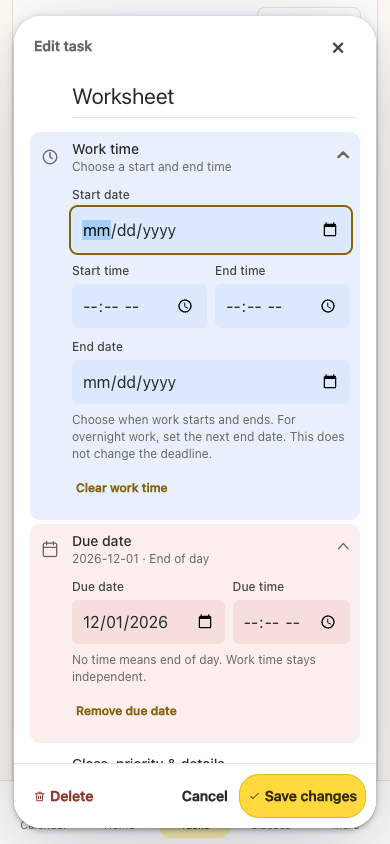 Edit task
Worksheet
Work time
Choose a start and end time
Start date
mm/dd/yyyy
Start time End time
--:-- -- --:-- --
End date
mm/dd/yyyy
Choose when work starts and ends. For
overnight work, set the next end date. This does
not change the deadline.
Clear work time
Due date
2026-12-01 · End of day
Due date Due time
12/01/2026 --:-- --
No time means end of day. Work time stays
independent.
Remove due date
Class, priority & details
Delete Cancel Save changes